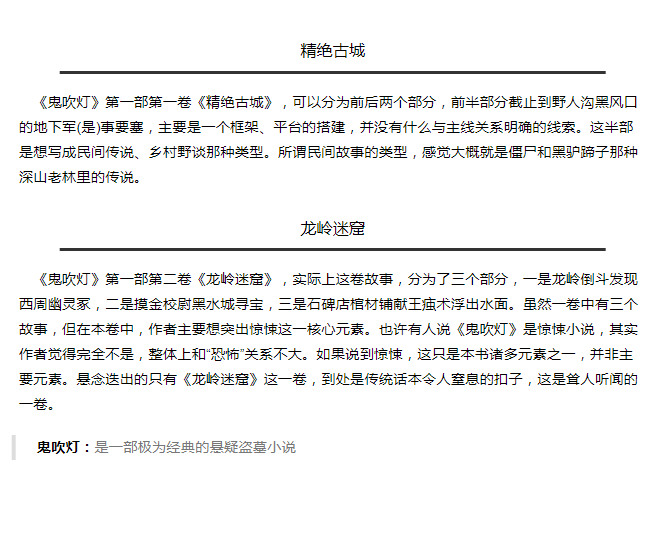 精绝古城
《鬼吹灯》第一部第一卷《精绝古城》，可以分为前后两个部分，前半部分截止到野人沟黑风口
的地下军(是)事要塞，主要是一个框架、平台的搭建，并没有什么与主线关系明确的线索。这半部
是想写成民间传说、乡村野谈那种类型。所谓民间故事的类型，感觉大概就是僵尸和黑驴蹄子那种
深山老林里的传说。
龙岭迷窟
《鬼吹灯》第一部第二卷《龙岭迷窟》，实际上这卷故事，分为了三个部分，一是龙岭倒斗发现
西周幽灵冢，二是摸金校尉黑水城寻宝，三是石碑店棺材铺献王痋术浮出水面。虽然一卷中有三个
故事，但在本卷中，作者主要想突出惊悚这一核心元素。也许有人说《鬼吹灯》是惊悚小说，其实
作者觉得完全不是，整体上和“恐怖”关系不大。如果说到惊悚，这只是本书诸多元素之一，并非主
要元素。悬念迭出的只有《龙岭迷窟》这一卷，到处是传统话本令人窒息的扣子，这是耸人听闻的
一卷。
鬼吹灯：是一部极为经典的悬疑盗墓小说